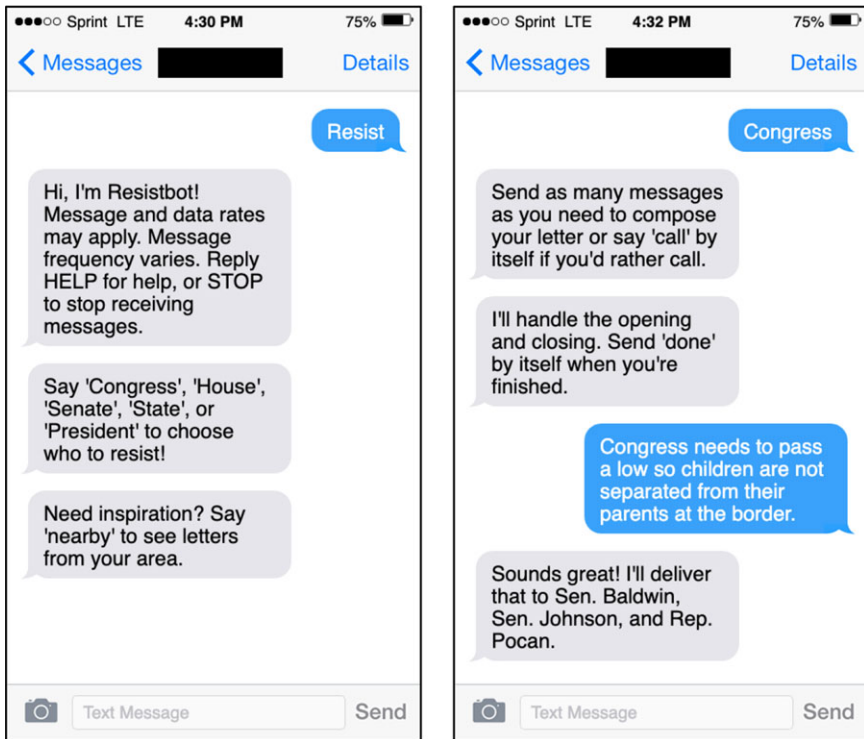 Sprint LTE 4:30 PM 75%
Messages Details
Resist
Hi, I'm Resistbot!
Message and data rates
may apply. Message
frequency varies. Reply
HELP for help, or STOP
to stop receiving
messages.
Say 'Congress', 'House',
'Senate', 'State', or
'President' to choose
who to resist!
Need inspiration? Say
'nearby' to see letters
from your area.
Text Message Send
Sprint LTE 4:32 PM 75%
Messages Details
Congress
Send as many messages
as you need to compose
your letter or say 'call' by
itself if you'd rather call.
I'll handle the opening
and closing. Send 'done'
by itself when you're
finished.
Congress needs to pass
a low so children are not
separated from their
parents at the border.
Sounds great! I'll deliver
that to Sen. Baldwin,
Sen. Johnson, and Rep.
Pocan.
Text Message Send